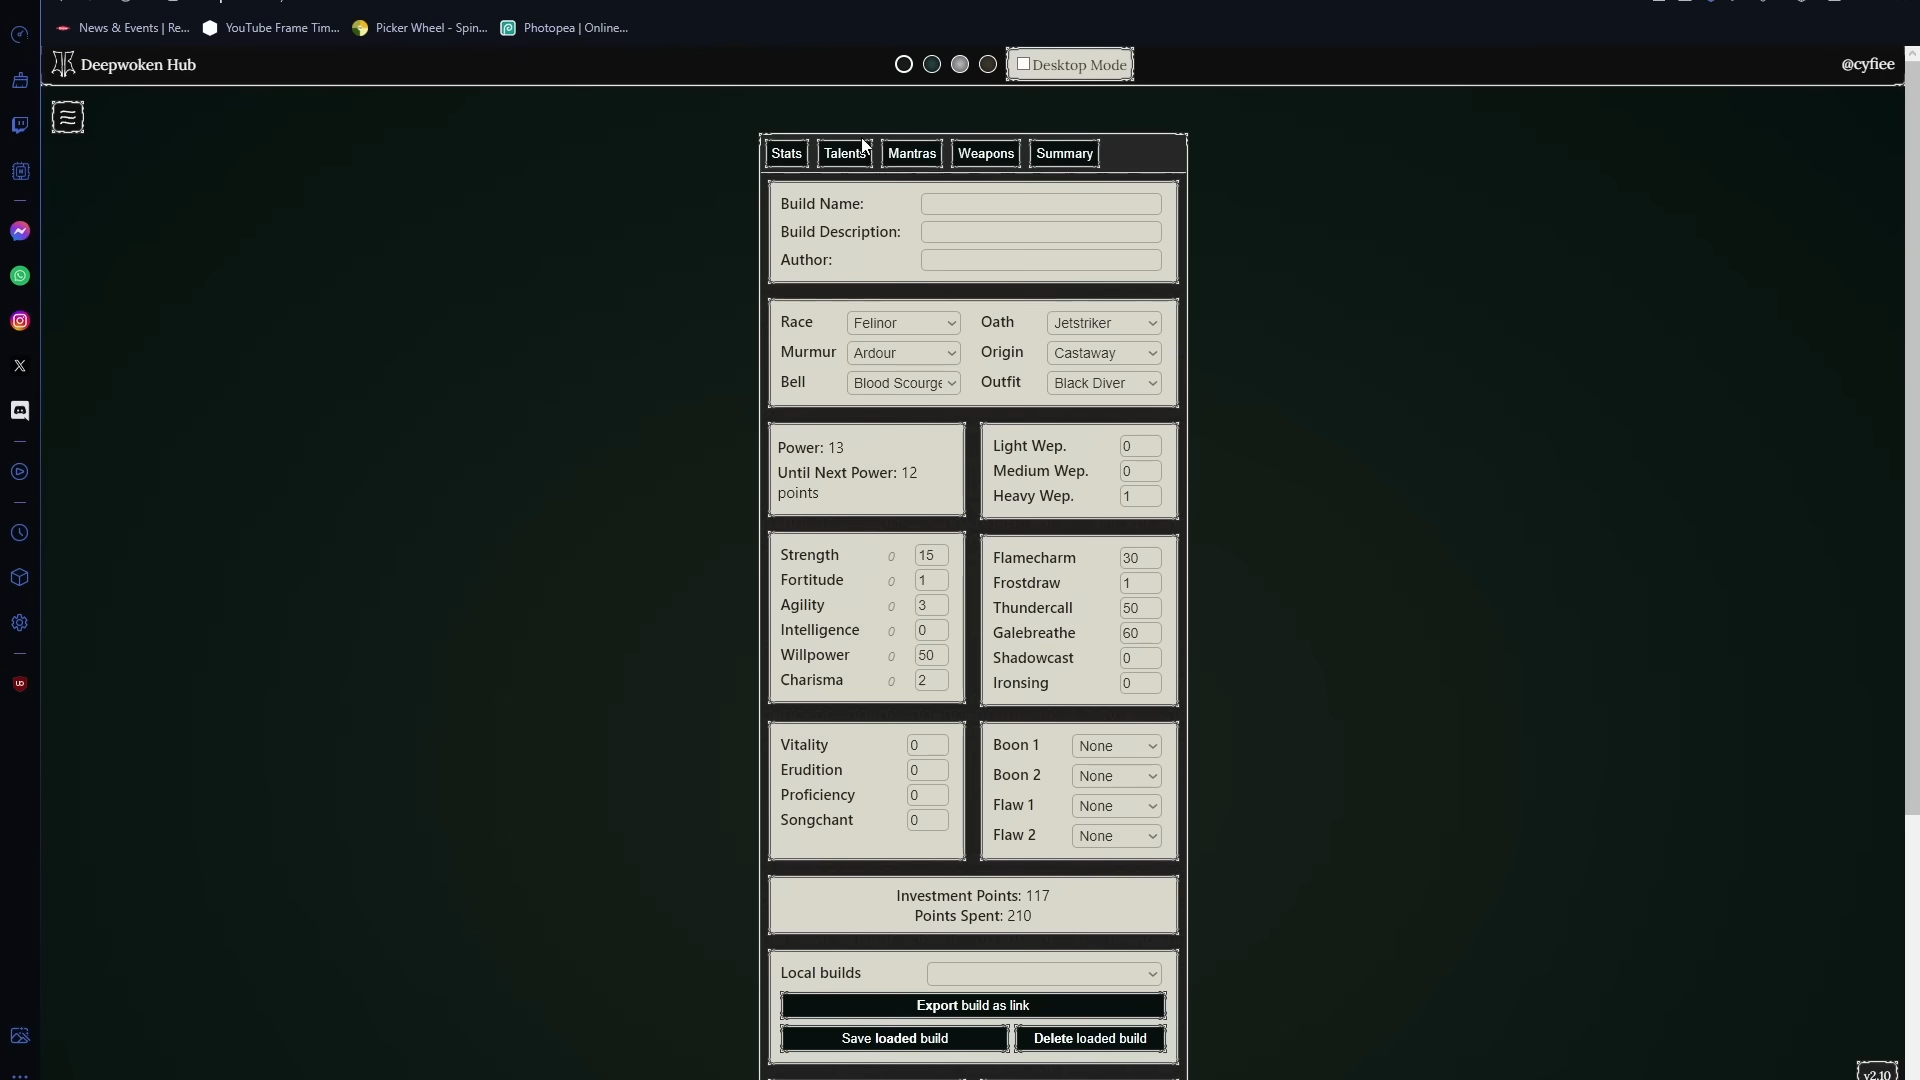 News & Events | Re...
YouTube Frame Tim...
Picker Wheel - Spin...
Photopea | Online...
Deepwoken Hub
Desktop Mode
@cyfiee
Stats
Talents
Mantras
Weapons
Summary
Build Name:
Build Description:
Author:
Race
Felinor
Oath
Jetstriker
Murmur
Ardour
Origin
Castaway
Bell
Blood Scourge
Outfit
Black Diver
Power: 13
Until Next Power: 12
points
Light Wep.
0
Medium Wep.
0
Heavy Wep.
1
Strength
0
15
Fortitude
0
1
Agility
0
3
Intelligence
0
0
Willpower
0
50
Charisma
0
2
Flamecharm
30
Frostdraw
1
Thundercall
50
Galebreathe
60
Shadowcast
0
Ironsing
0
Vitality
0
Erudition
0
Proficiency
0
Songchant
0
Boon 1
None
Boon 2
None
Flaw 1
None
Flaw 2
None
Investment Points: 117
Points Spent: 210
Local builds
Export build as link
Save loaded build
Delete loaded build
v2.10